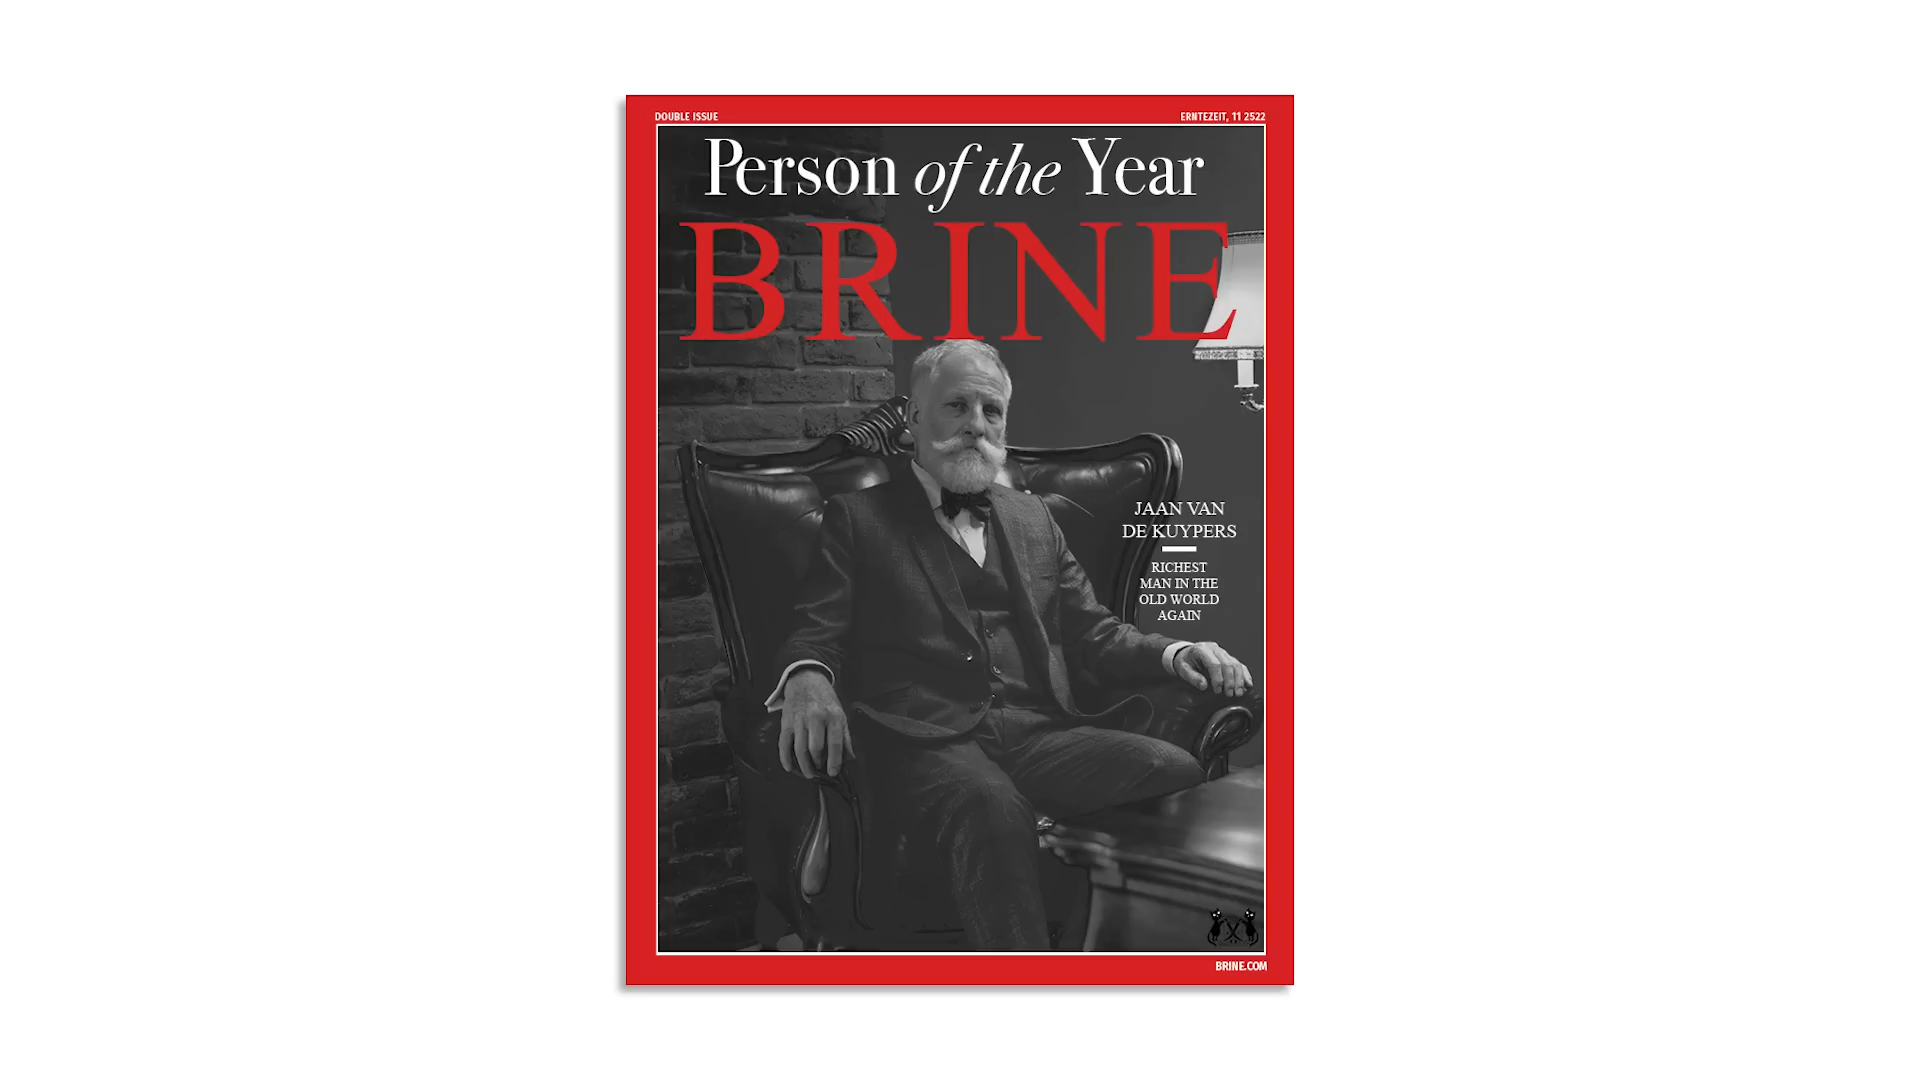 DOUBLE ISSUE
ERNTEZEIT, 11 2522
Person of the Year
BRINE
JAAN VAN
DE KUYPERS
RICHEST
MAN IN THE
OLD WORLD
AGAIN
BRINE.COM